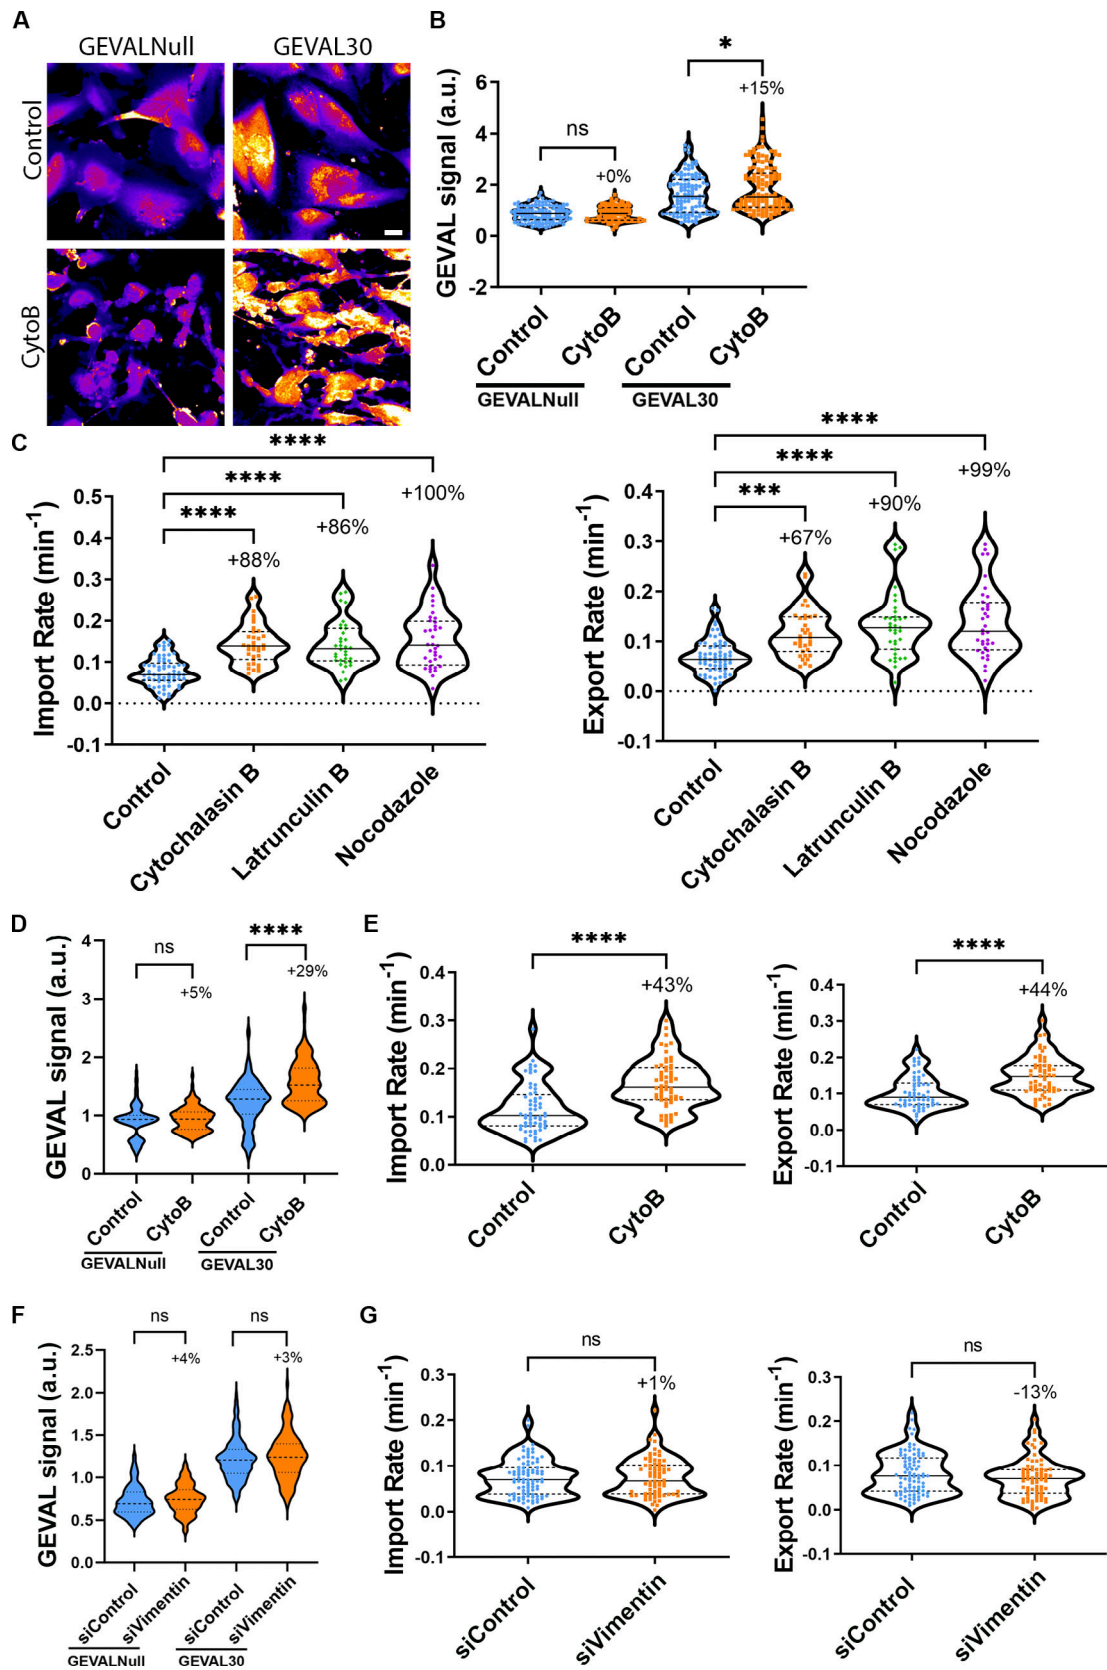 A
GEVALNull GEVAL30
Control
CytoB
B
GEVAL signal (a.u.)
6
4
2
0
-2
ns
+0%
*
+15%
Control CytoB Control CytoB
GEVALNull GEVAL30
C
Import Rate (min⁻¹)
0.5
0.4
0.3
0.2
0.1
0.0
-0.1
****
****
****
+88%
+86%
+100%
Control Cytochalasin B Latrunculin B Nocodazole
Export Rate (min⁻¹)
0.4
0.3
0.2
0.1
0.0
-0.1
****
****
***
+67%
+90%
+99%
Control Cytochalasin B Latrunculin B Nocodazole
D
GEVAL signal (a.u.)
4
3
2
1
0
ns
+5%
****
+29%
Control CytoB Control CytoB
GEVALNull GEVAL30
E
Import Rate (min⁻¹)
0.4
0.3
0.2
0.1
0.0
****
+43%
Control CytoB
Export Rate (min⁻¹)
0.4
0.3
0.2
0.1
0.0
-0.1
****
+44%
Control CytoB
F
GEVAL signal (a.u.)
2.5
2.0
1.5
1.0
0.5
0.0
ns
+4%
ns
+3%
siControl siVimentin siControl siVimentin
GEVALNull GEVAL30
G
Import Rate (min⁻¹)
0.3
0.2
0.1
0.0
-0.1
ns
+1%
siControl siVimentin
Export Rate (min⁻¹)
0.3
0.2
0.1
0.0
-0.1
ns
-13%
siControl siVimentin